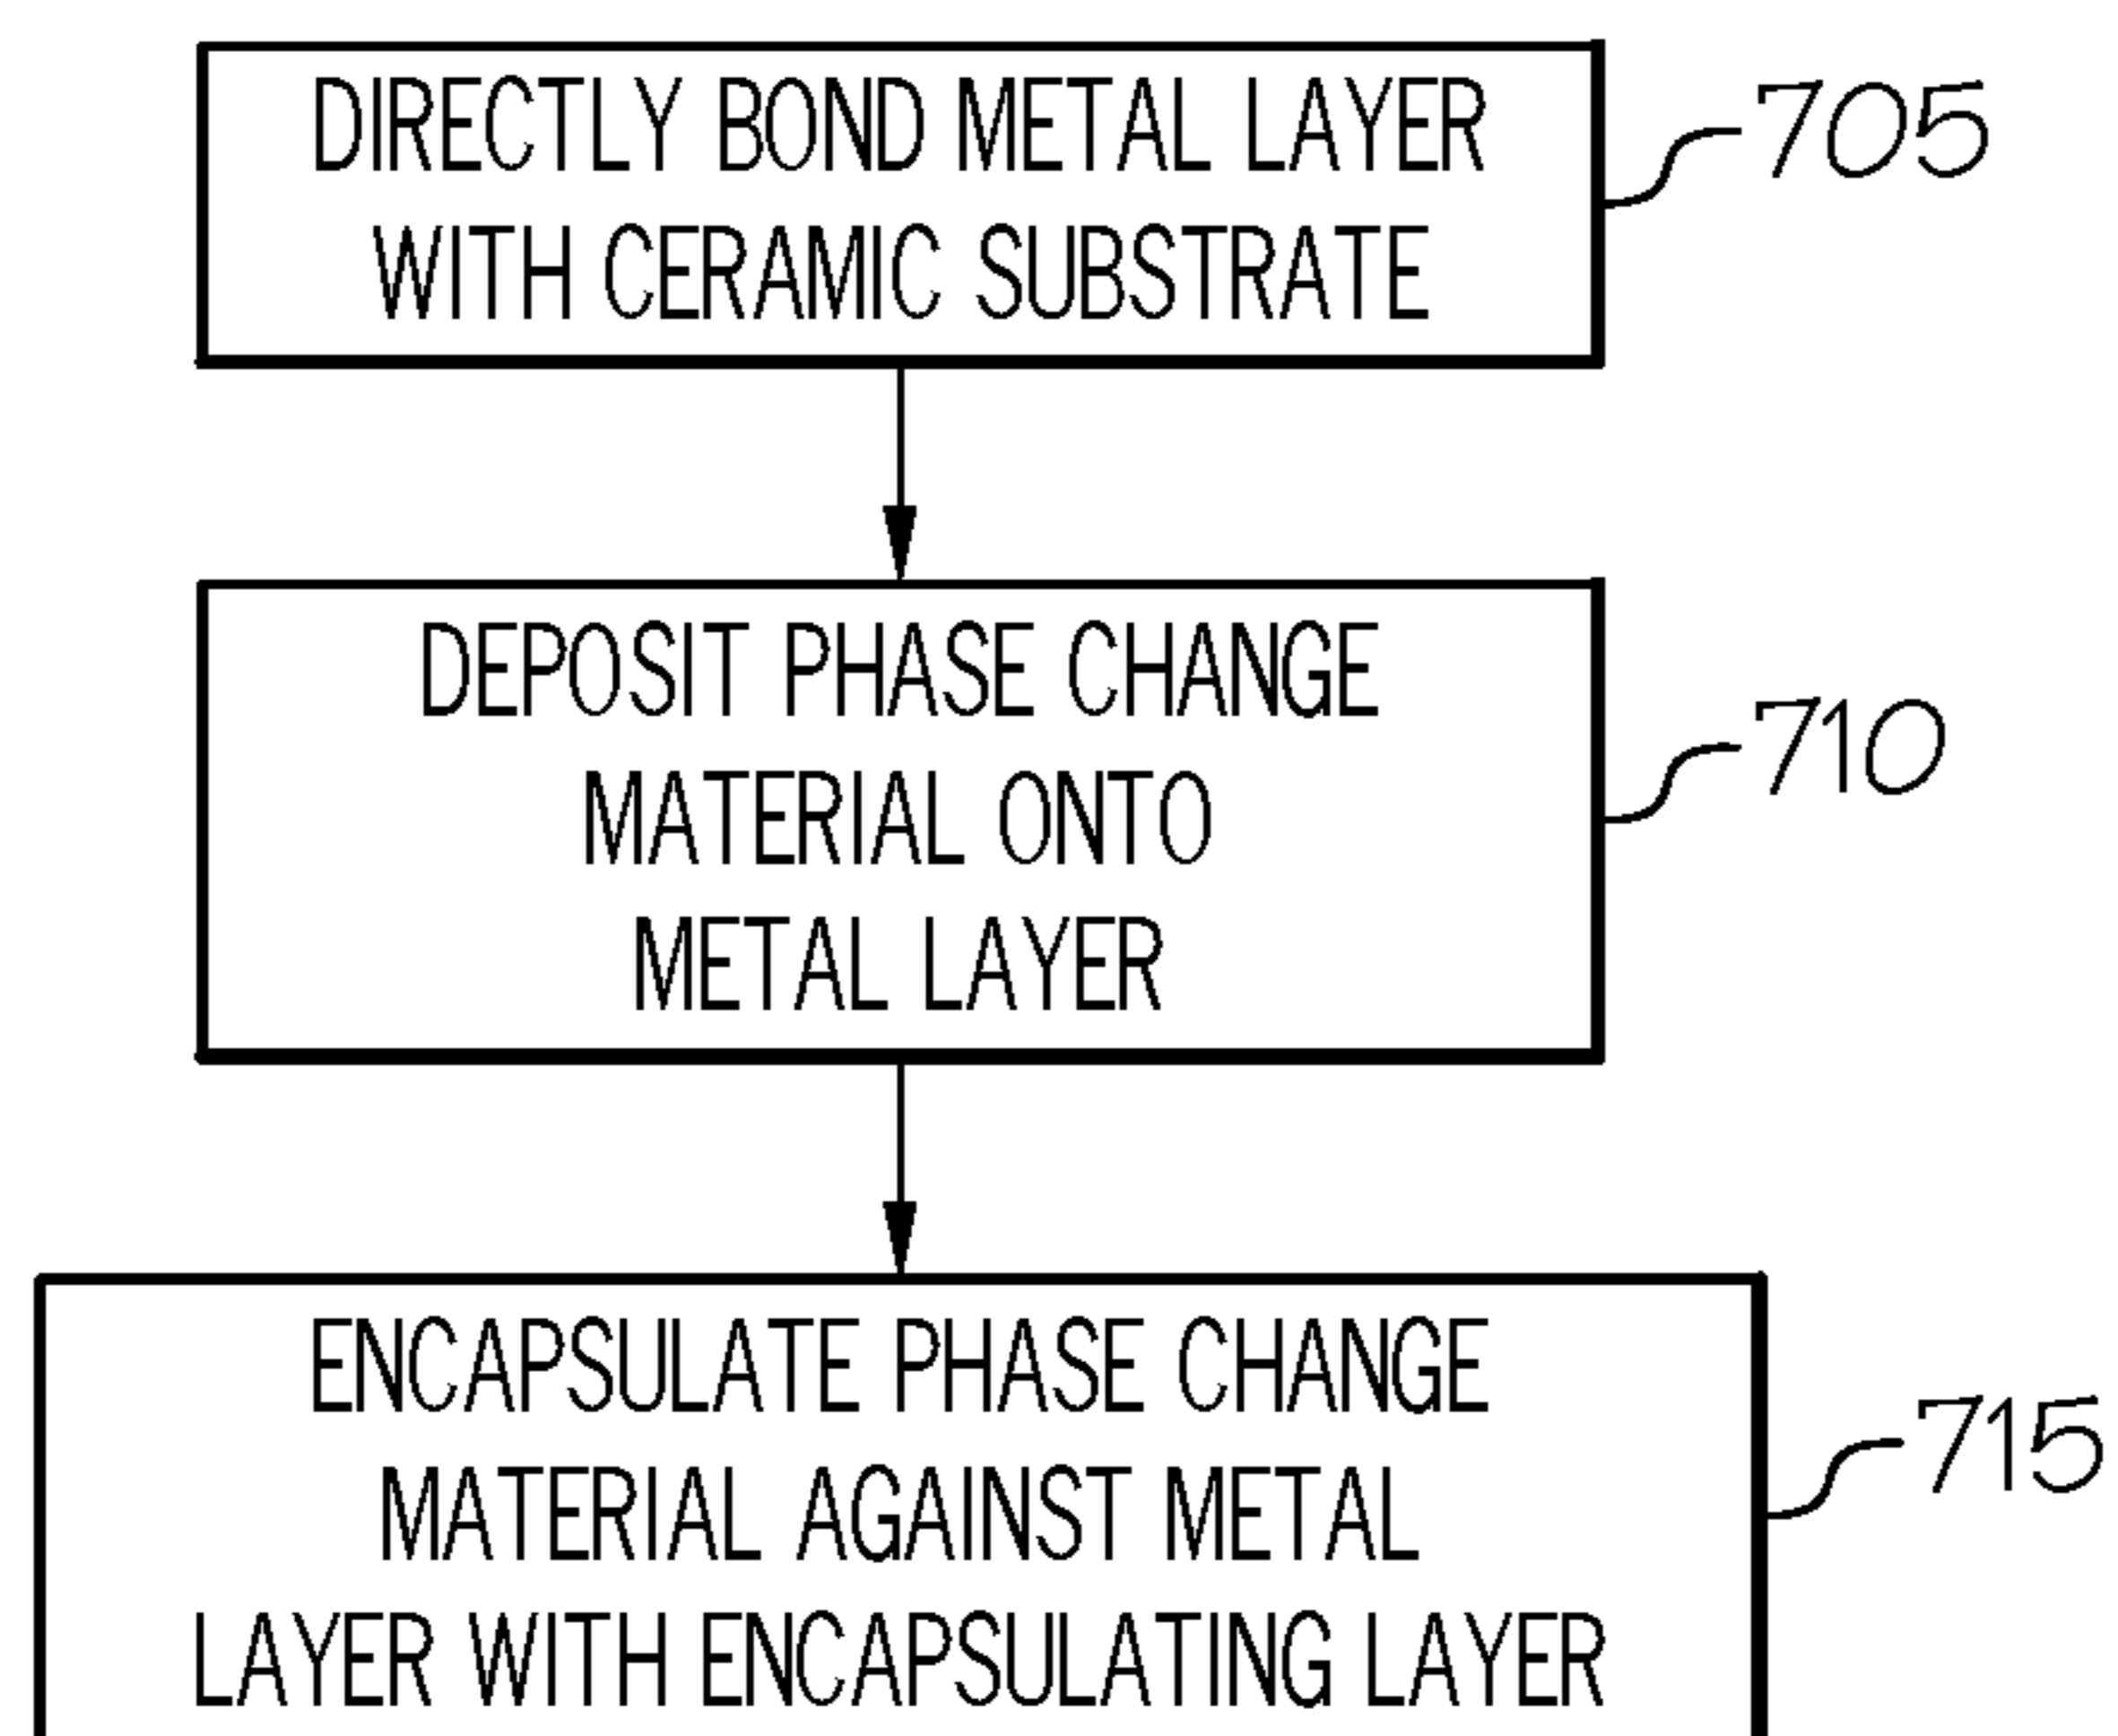 DIRECTLY BOND METAL LAYER
WITH CERAMIC SUBSTRATE
705
DEPOSIT PHASE CHANGE
MATERIAL ONTO
METAL LAYER
710
ENCAPSULATE PHASE CHANGE
MATERIAL AGAINST METAL
LAYER WITH ENCAPSULATING LAYER
715